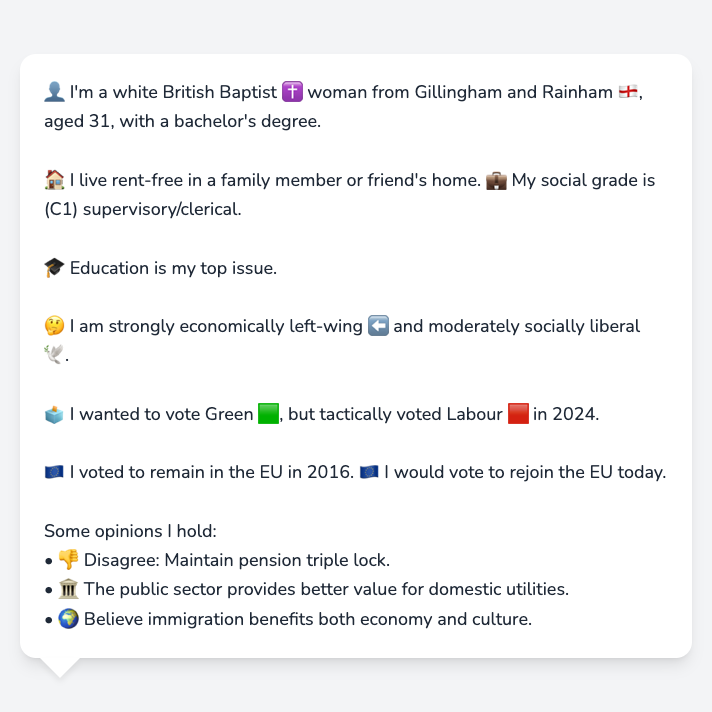 👤 I'm a white British Baptist ✝️ woman from Gillingham and Rainham 🏴󠁧󠁢󠁥󠁮󠁧󠁿,
aged 31, with a bachelor's degree.
🏠 I live rent-free in a family member or friend's home. 💼 My social grade is
(C1) supervisory/clerical.
🎓 Education is my top issue.
🤔 I am strongly economically left-wing ⬅️ and moderately socially liberal
🕊️.
🗳️ I wanted to vote Green 🟩, but tactically voted Labour 🟥 in 2024.
🇪🇺 I voted to remain in the EU in 2016. 🇪🇺 I would vote to rejoin the EU today.
Some opinions I hold:
• 👎 Disagree: Maintain pension triple lock.
• 🏛️ The public sector provides better value for domestic utilities.
• 🌍 Believe immigration benefits both economy and culture.